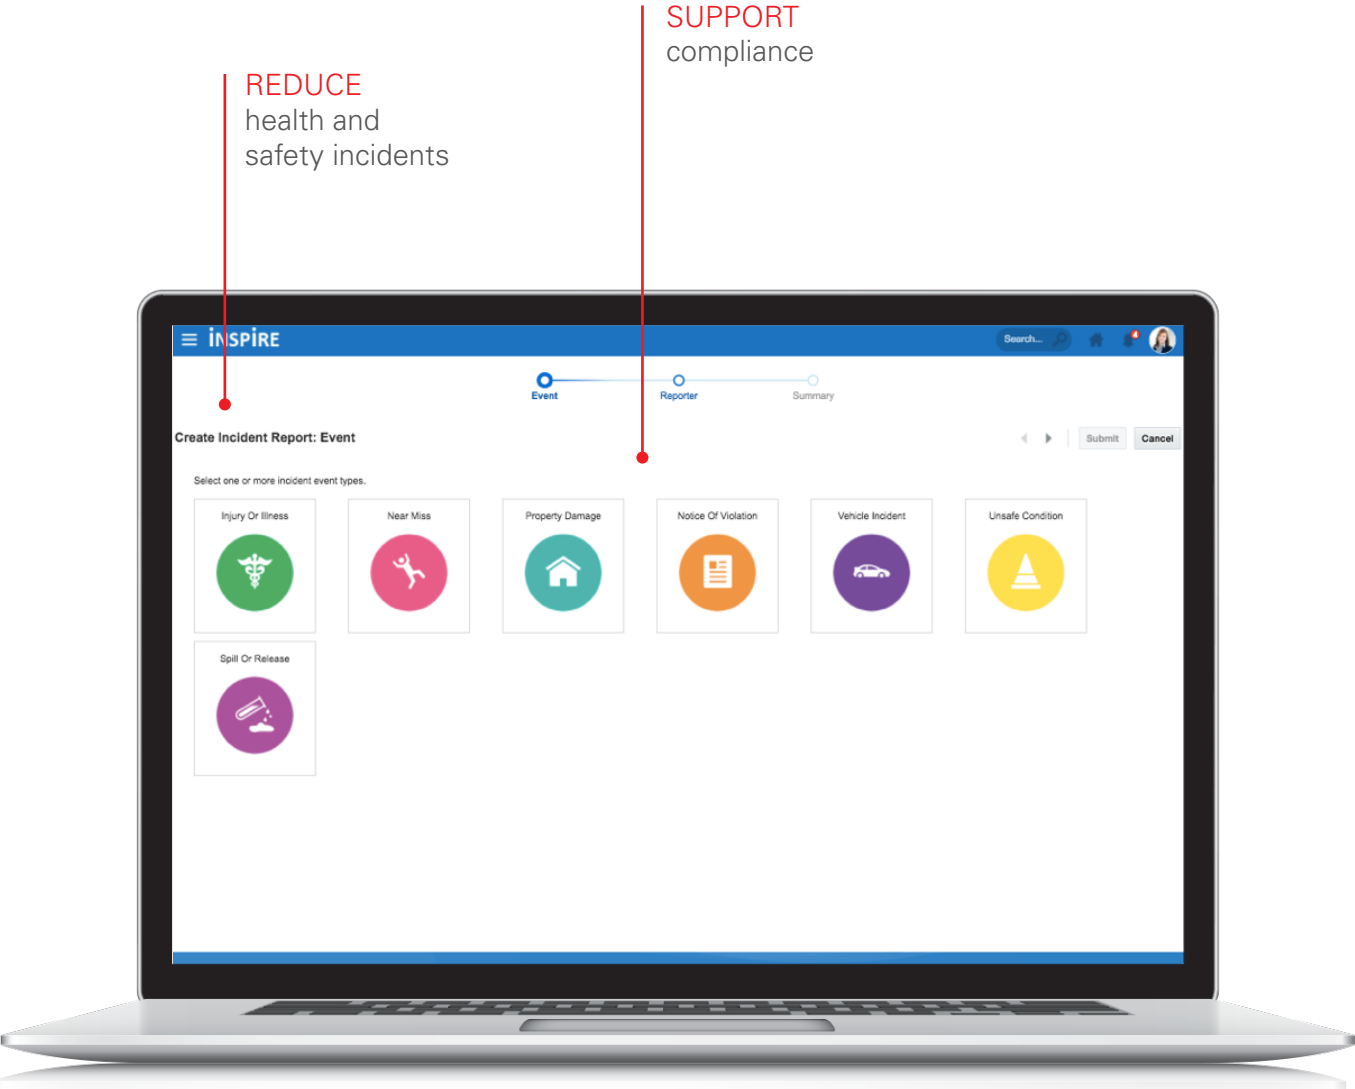 SUPPORT
compliance
REDUCE
health and
safety incidents
iNSPiRE
Search...
4
Event
Reporter
Summary
Create Incident Report: Event
Submit
Cancel
Select one or more incident event types.
Injury Or Illness
Near Miss
Property Damage
Notice Of Violation
Vehicle Incident
Unsafe Condition
Spill Or Release